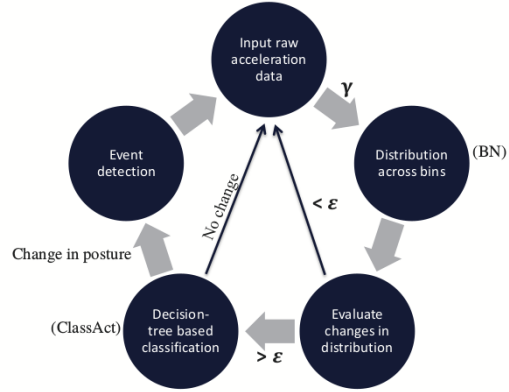 Input raw
acceleration
data
γ
Distribution
across bins
(BN)
Event
detection
No change
< ε
Change in posture
(ClassAct)
Decision-
tree based
classification
> ε
Evaluate
changes in
distribution